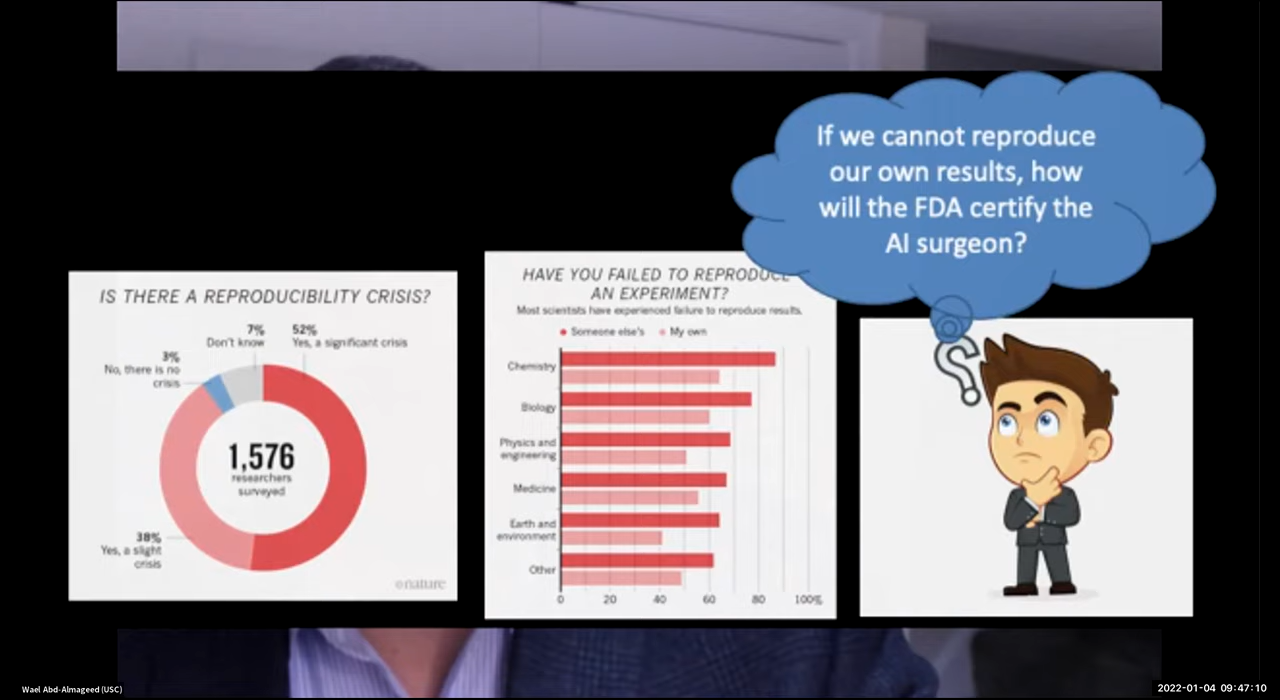 If we cannot reproduce
our own results, how
will the FDA certify the
AI surgeon?
IS THERE A REPRODUCIBILITY CRISIS?
7%
Don't know
52%
Yes, a significant crisis
3%
No, there is no
crisis
1,576
researchers
surveyed
38%
Yes, a slight
crisis
©nature
HAVE YOU FAILED TO REPRODUCE
AN EXPERIMENT?
Most scientists have experienced failure to reproduce results.
Someone else's
My own
Chemistry
Biology
Physics and
engineering
Medicine
Earth and
environment
Other
0 20 40 60 80 100%
Wael Abd-Almageed (USC)
2022-01-04 09:47:10